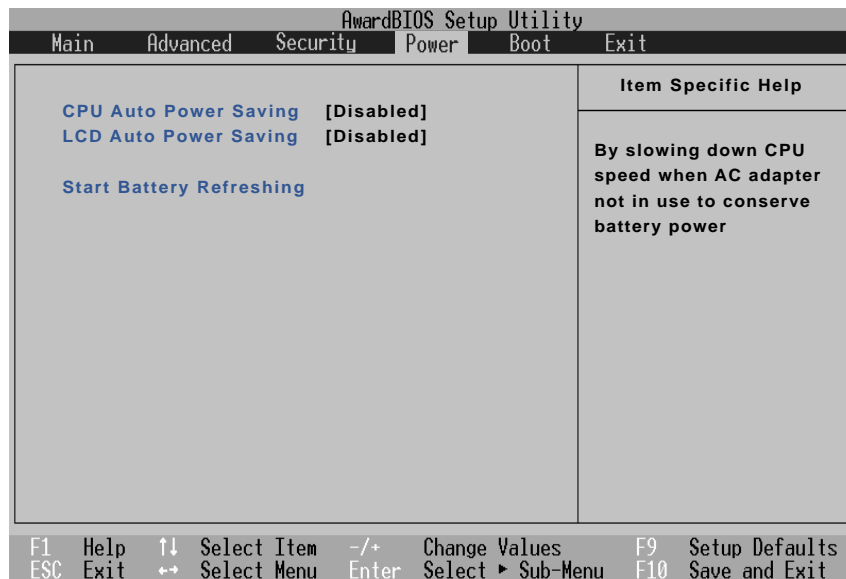 AwardBIOS Setup Utility
Main Advanced Security Power Boot Exit
CPU Auto Power Saving [Disabled]
LCD Auto Power Saving [Disabled]
Start Battery Refreshing
Item Specific Help
By slowing down CPU
speed when AC adapter
not in use to conserve
battery power
F1 Help ↑↓ Select Item -/+ Change Values F9 Setup Defaults
ESC Exit ←→ Select Menu Enter Select ▸ Sub-Menu F10 Save and Exit